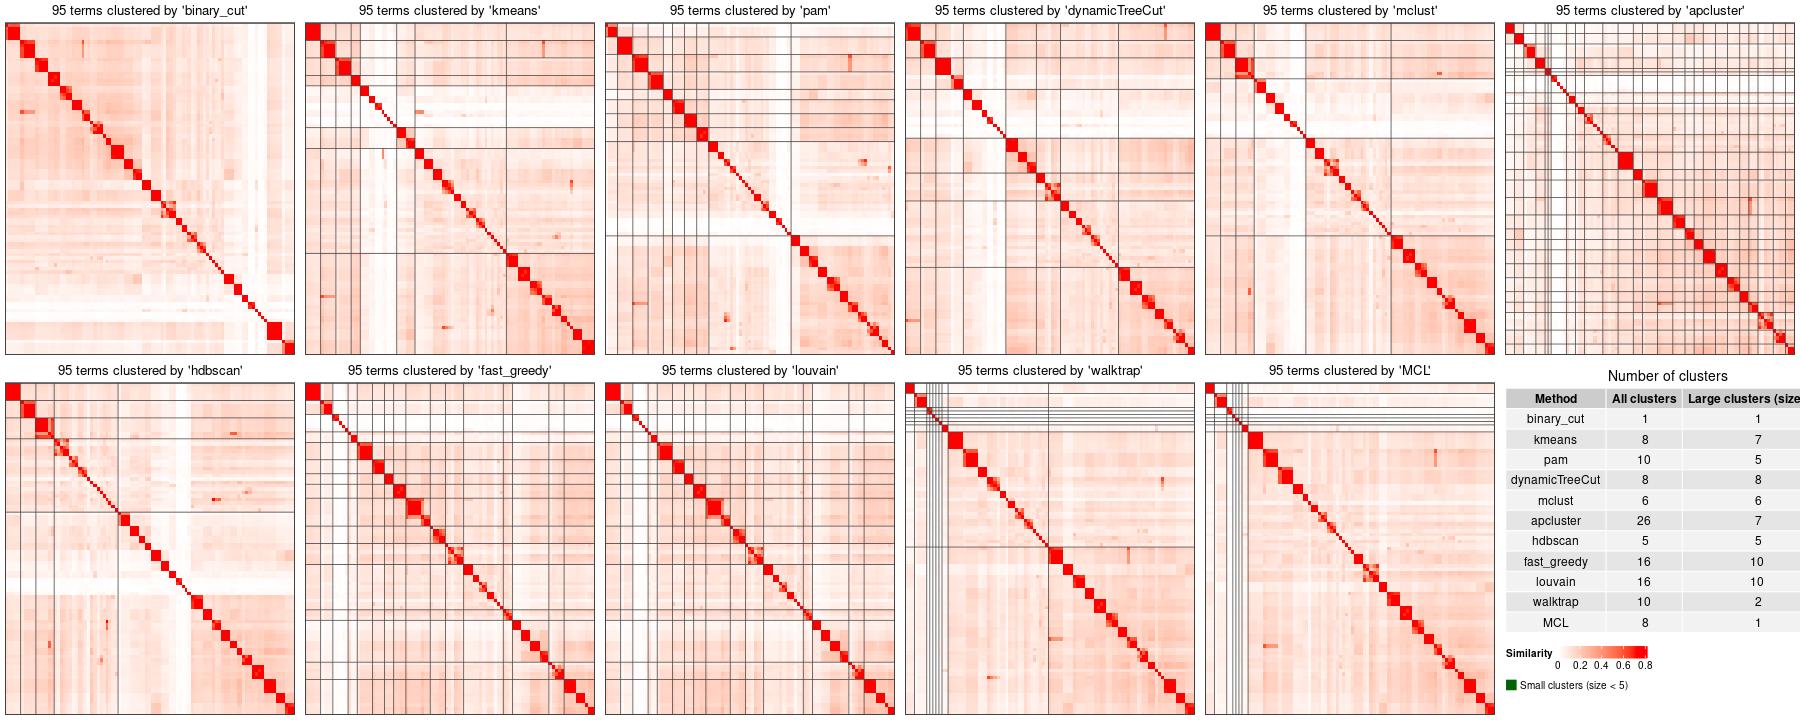 95 terms clustered by 'binary_cut'
95 terms clustered by 'kmeans'
95 terms clustered by 'pam'
95 terms clustered by 'dynamicTreeCut'
95 terms clustered by 'mclust'
95 terms clustered by 'apcluster'
95 terms clustered by 'hdbscan'
95 terms clustered by 'fast_greedy'
95 terms clustered by 'louvain'
95 terms clustered by 'walktrap'
95 terms clustered by 'MCL'
Number of clusters
Method All clusters Large clusters (size
binary_cut 1 1
kmeans 8 7
pam 10 5
dynamicTreeCut 8 8
mclust 6 6
apcluster 26 7
hdbscan 5 5
fast_greedy 16 10
louvain 16 10
walktrap 10 2
MCL 8 1
Similarity
0 0.2 0.4 0.6 0.8
Small clusters (size < 5)